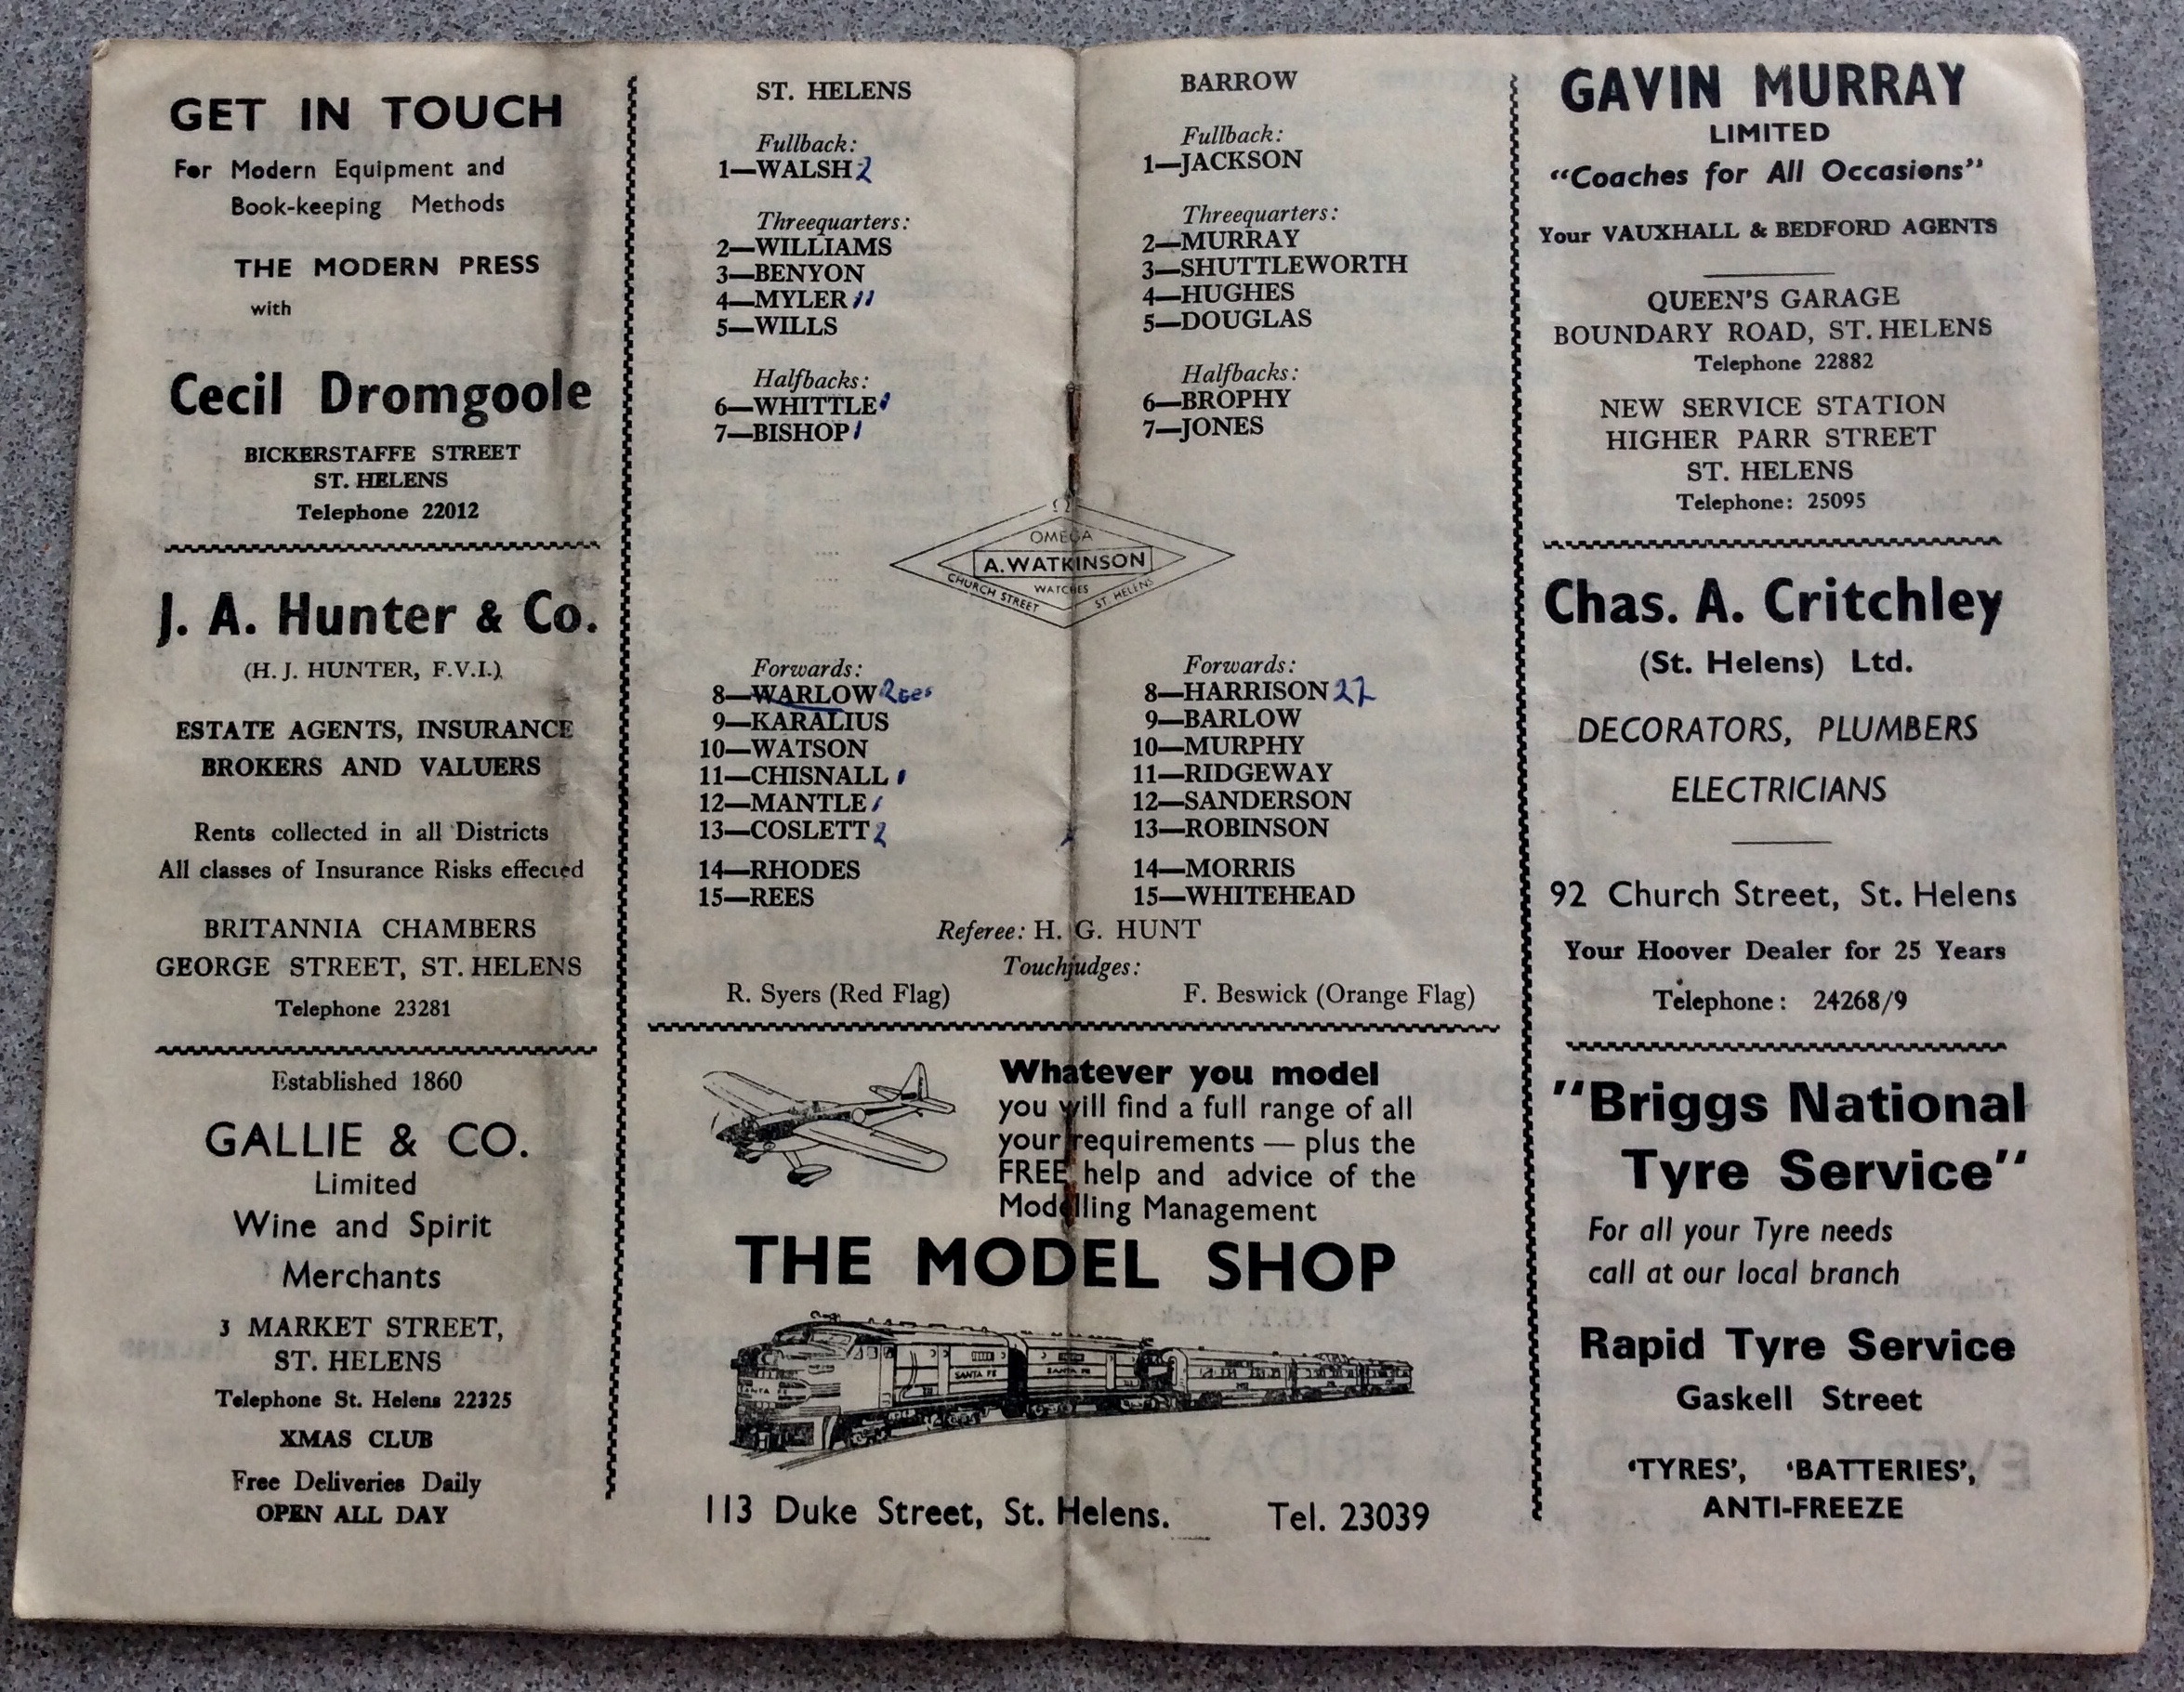 GET IN TOUCH
For Modern Equipment and
Book-keeping Methods
THE MODERN PRESS
with
Cecil Dromgoole
BICKERSTAFFE STREET
ST. HELENS
Telephone 22012
J. A. Hunter & Co.
(H. J. HUNTER, F.V.I.)
ESTATE AGENTS, INSURANCE
BROKERS AND VALUERS
Rents collected in all Districts
All classes of Insurance Risks effected
BRITANNIA CHAMBERS
GEORGE STREET, ST. HELENS
Telephone 23281
Established 1860
GALLIE & CO.
Limited
Wine and Spirit
Merchants
3 MARKET STREET,
ST. HELENS
Telephone St. Helens 22325
XMAS CLUB
Free Deliveries Daily
OPEN ALL DAY
ST. HELENS
Fullback:
1—WALSH 2
Threequarters:
2—WILLIAMS
3—BENYON
4—MYLER 11
5—WILLS
Halfbacks:
6—WHITTLE 1
7—BISHOP 1
Forwards:
8—WARLOW Rees
9—KARALIUS
10—WATSON
11—CHISNALL 1
12—MANTLE 1
13—COSLETT 2
14—RHODES
15—REES
BARROW
Fullback:
1—JACKSON
Threequarters:
2—MURRAY
3—SHUTTLEWORTH
4—HUGHES
5—DOUGLAS
Halfbacks:
6—BROPHY
7—JONES
Ω
OMEGA
A. WATKINSON
WATCHES
CHURCH STREET ST. HELENS
Forwards:
8—HARRISON 27
9—BARLOW
10—MURPHY
11—RIDGEWAY
12—SANDERSON
13—ROBINSON
14—MORRIS
15—WHITEHEAD
Referee: H. G. HUNT
Touchjudges:
R. Syers (Red Flag) F. Beswick (Orange Flag)
Whatever you model
you will find a full range of all
your requirements — plus the
FREE help and advice of the
Modelling Management
THE MODEL SHOP
SANTA FE
SANTA FE
SANTA FE
113 Duke Street, St. Helens. Tel. 23039
GAVIN MURRAY
LIMITED
"Coaches for All Occasions"
Your VAUXHALL & BEDFORD AGENTS
QUEEN'S GARAGE
BOUNDARY ROAD, ST. HELENS
Telephone 22882
NEW SERVICE STATION
HIGHER PARR STREET
ST. HELENS
Telephone: 25095
Chas. A. Critchley
(St. Helens) Ltd.
DECORATORS, PLUMBERS
ELECTRICIANS
92 Church Street, St. Helens
Your Hoover Dealer for 25 Years
Telephone: 24268/9
"Briggs National
Tyre Service"
For all your Tyre needs
call at our local branch
Rapid Tyre Service
Gaskell Street
'TYRES', 'BATTERIES',
ANTI-FREEZE